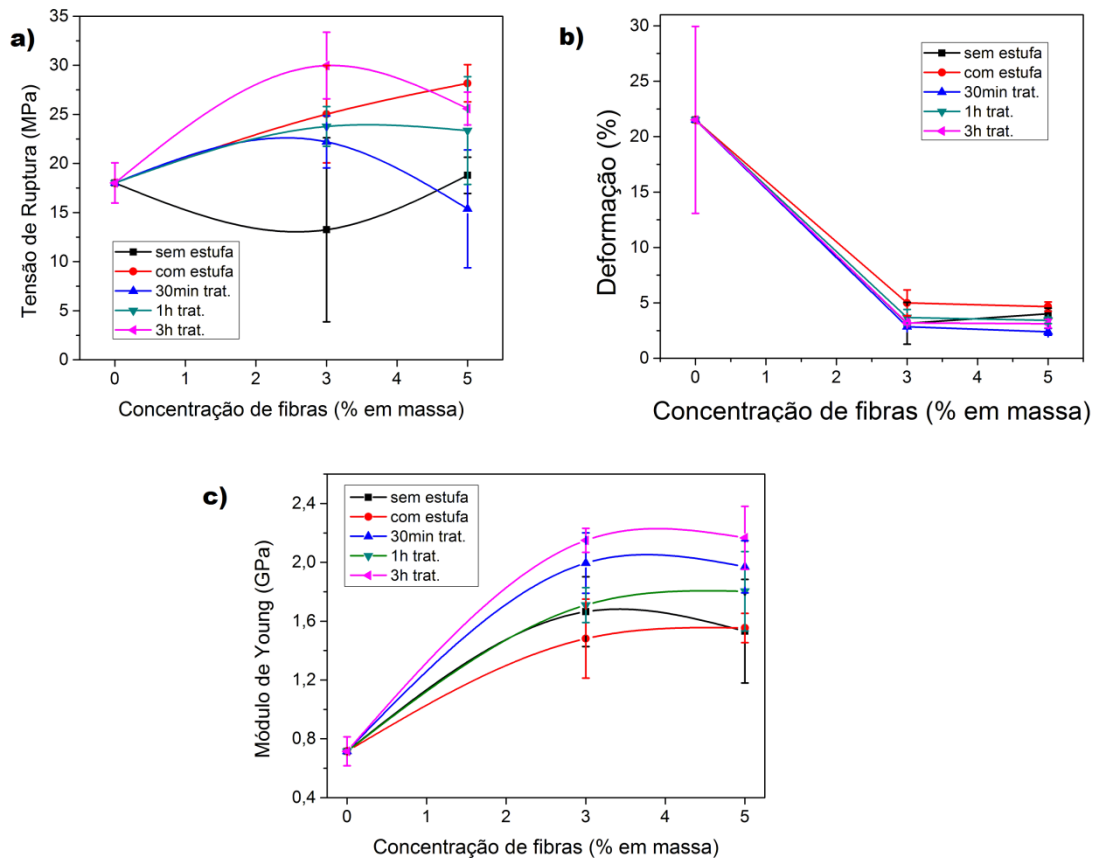 a)
Tensão de Ruptura (MPa)
35
30
25
20
15
10
5
0
sem estufa
com estufa
30min trat.
1h trat.
3h trat.
0 1 2 3 4 5
Concentração de fibras (% em massa)
b)
Deformação (%)
30
25
20
15
10
5
0
sem estufa
com estufa
30min trat.
1h trat.
3h trat.
0 1 2 3 4 5
Concentração de fibras (% em massa)
c)
Módulo de Young (GPa)
2,4
2,0
1,6
1,2
0,8
0,4
sem estufa
com estufa
30min trat.
1h trat.
3h trat.
0 1 2 3 4 5
Concentração de fibras (% em massa)